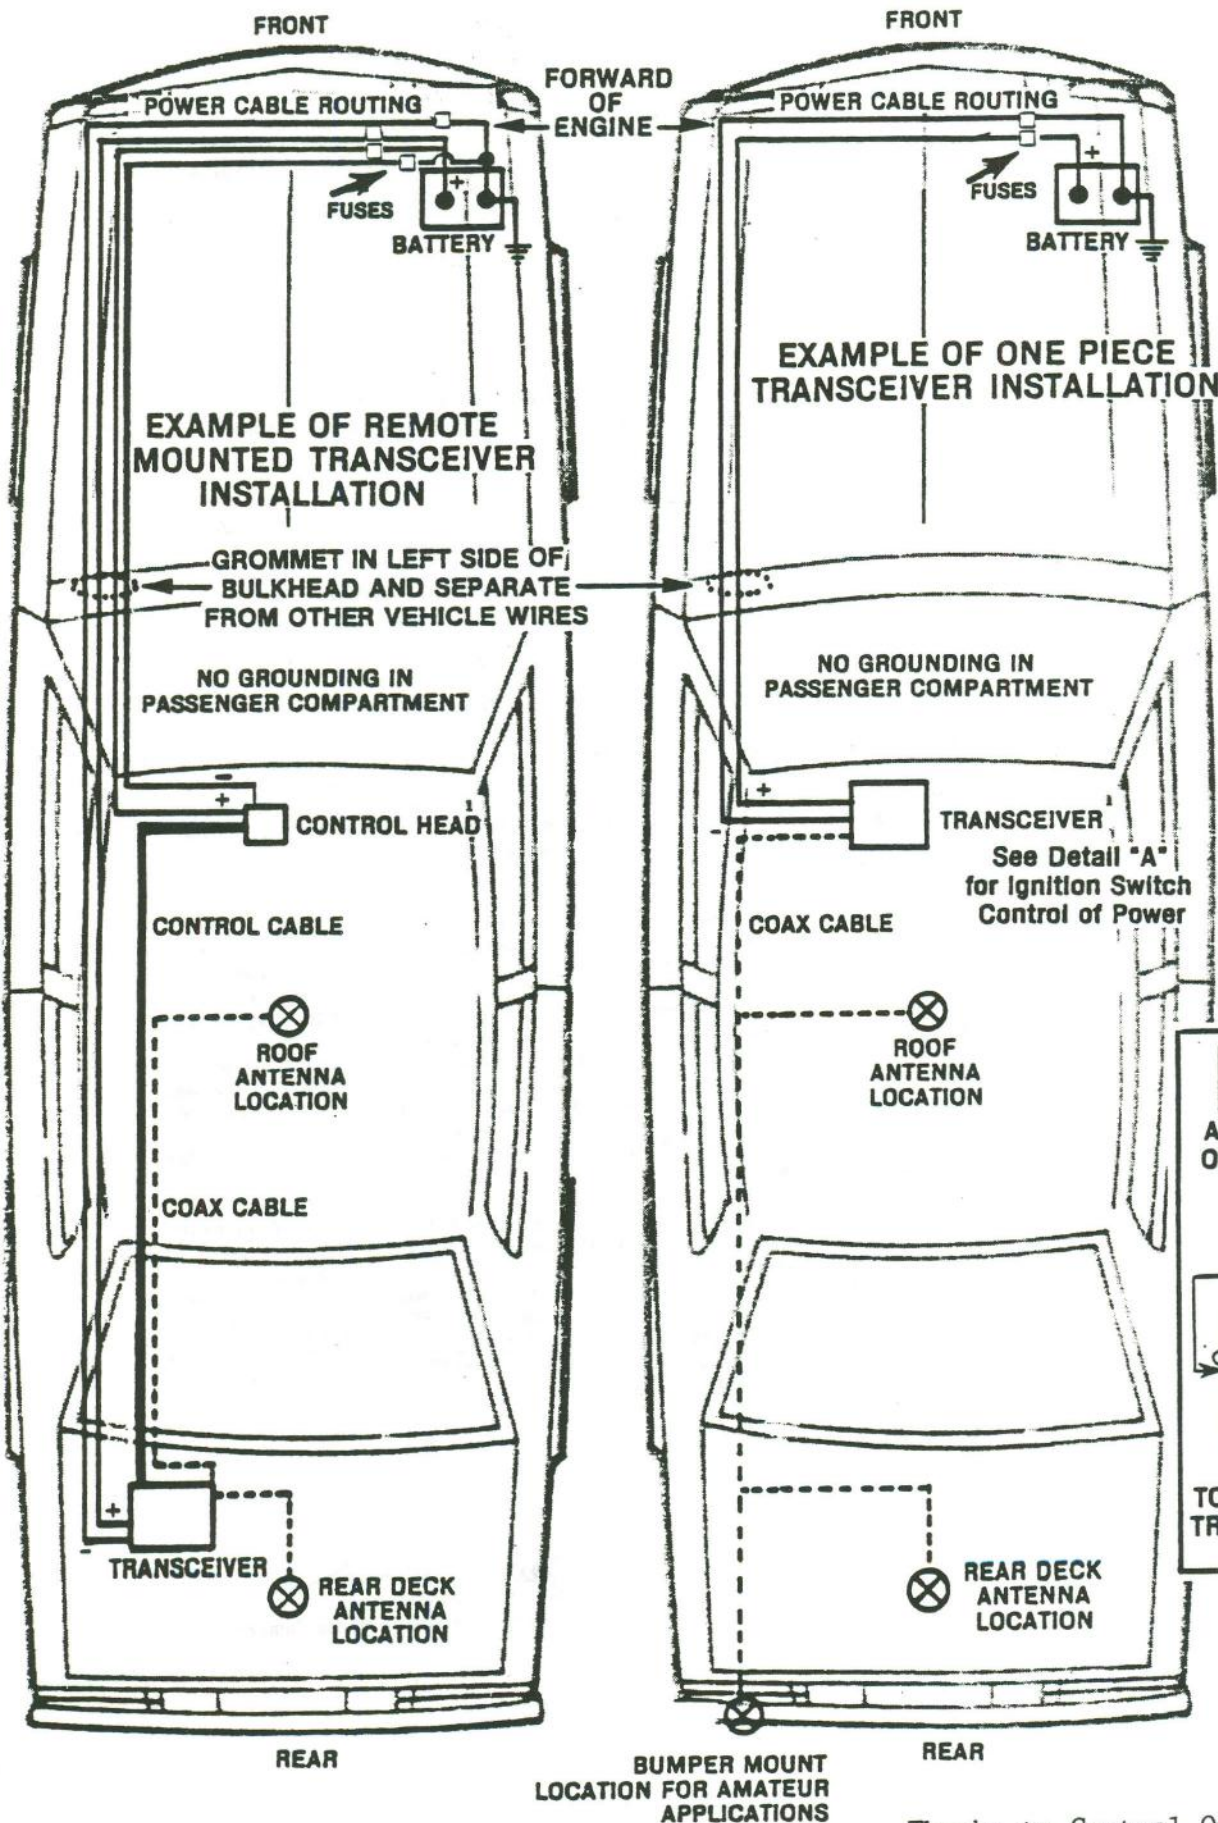 FRONT
POWER CABLE ROUTING
FUSES
+
BATTERY
FORWARD
OF
ENGINE
EXAMPLE OF REMOTE
MOUNTED TRANSCEIVER
INSTALLATION
GROMMET IN LEFT SIDE OF
BULKHEAD AND SEPARATE
FROM OTHER VEHICLE WIRES
NO GROUNDING IN
PASSENGER COMPARTMENT
-
+
CONTROL HEAD
CONTROL CABLE
ROOF
ANTENNA
LOCATION
COAX CABLE
+
-
TRANSCEIVER
REAR DECK
ANTENNA
LOCATION
REAR
FRONT
POWER CABLE ROUTING
FUSES
+
BATTERY
EXAMPLE OF ONE PIECE
TRANSCEIVER INSTALLATION
NO GROUNDING IN
PASSENGER COMPARTMENT
+
-
TRANSCEIVER
See Detail "A"
for Ignition Switch
Control of Power
COAX CABLE
ROOF
ANTENNA
LOCATION
A
O
TO
TR
REAR DECK
ANTENNA
LOCATION
BUMPER MOUNT
LOCATION FOR AMATEUR
APPLICATIONS
REAR